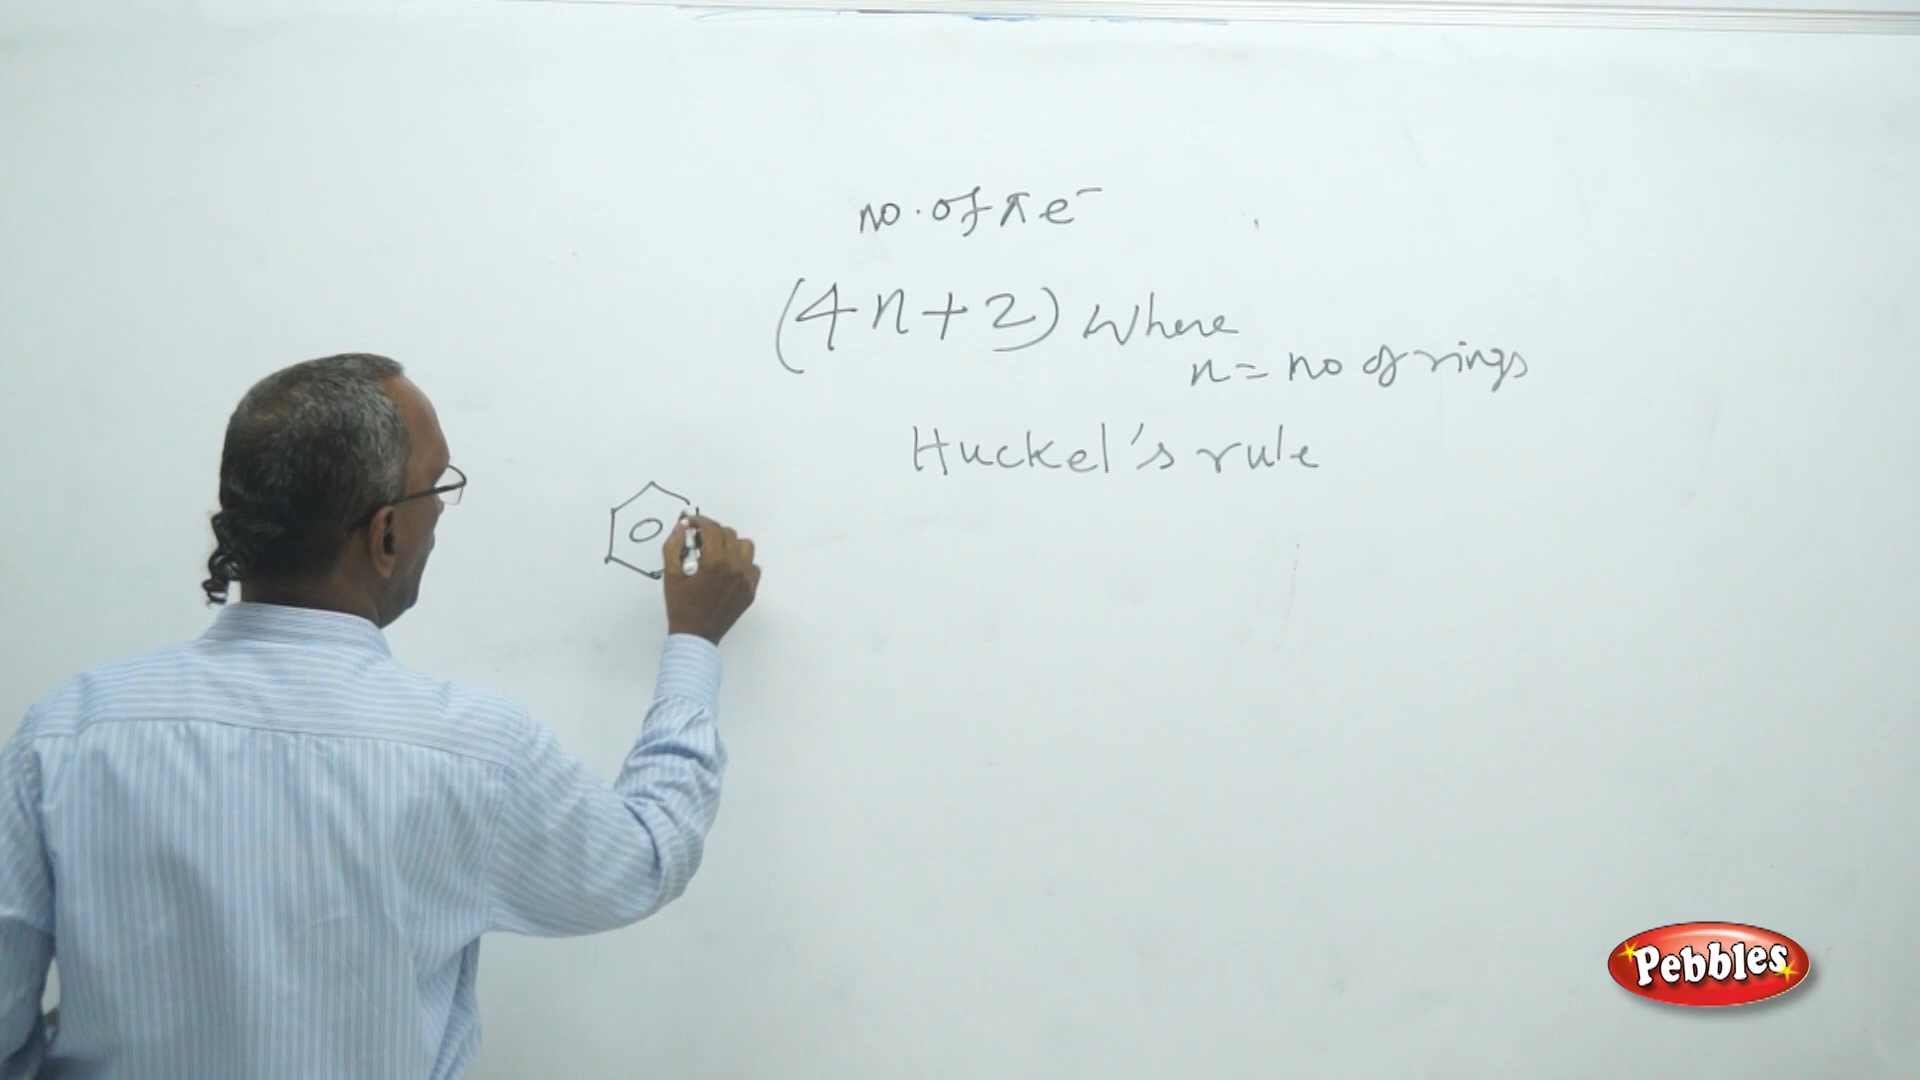 no. of π e⁻
(4n+2) where
n = no of rings
Huckel's rule
Pebbles